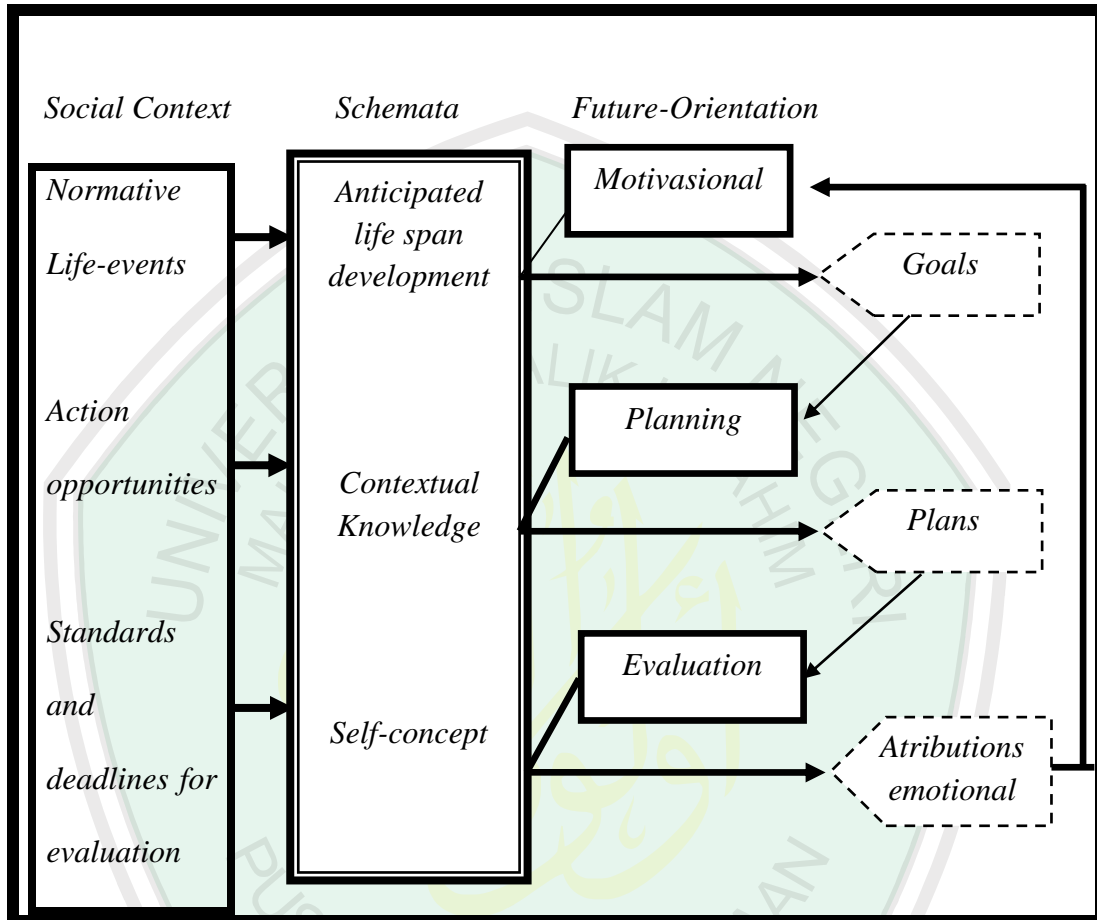 Social Context
Schemata
Future-Orientation
Normative
Life-events
Action
opportunities
Standards
and
deadlines for
evaluation
Anticipated
life span
development
Contextual
Knowledge
Self-concept
Motivasional
Goals
Planning
Plans
Evaluation
Atributions
emotional